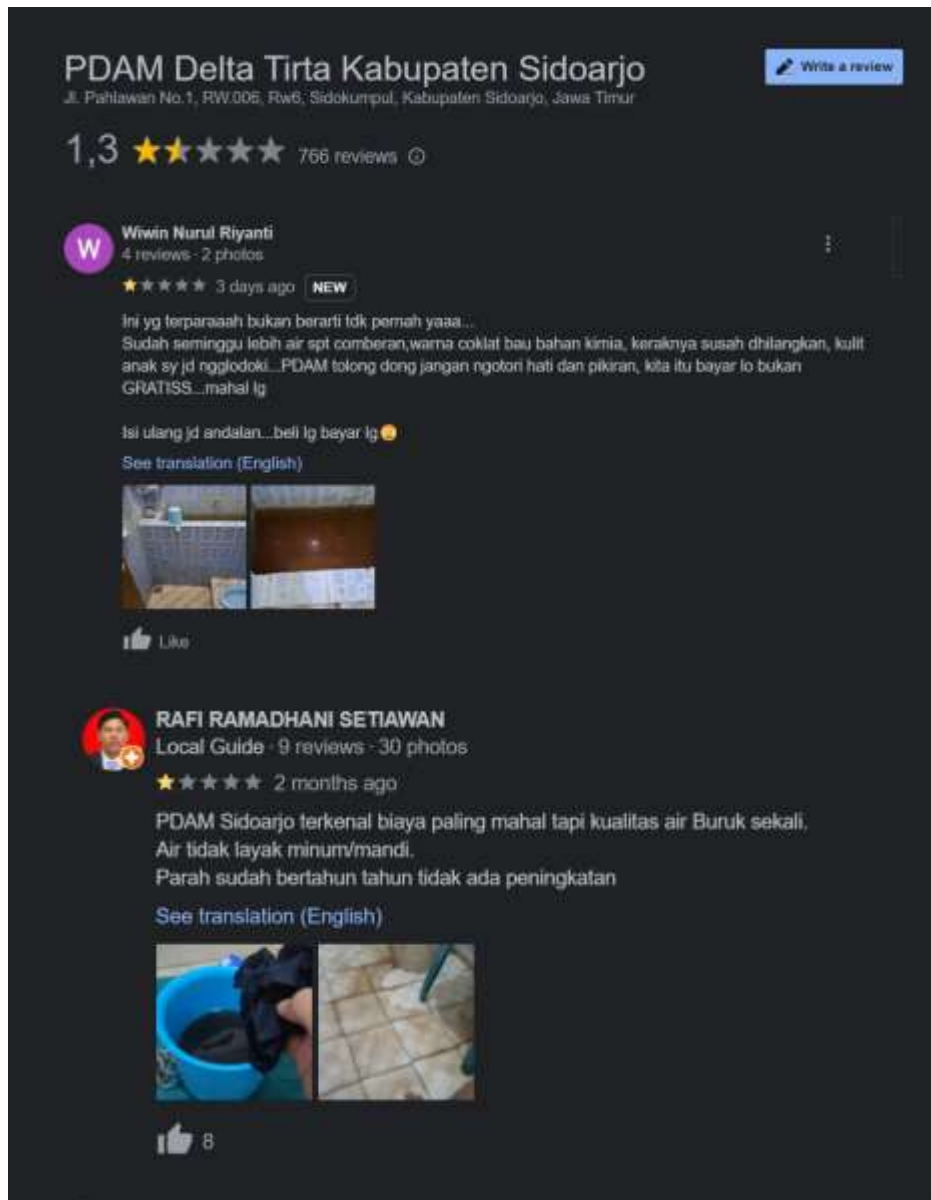 PDAM Delta Tirta Kabupaten Sidoarjo
Write a review
Jl. Pahlawan No.1, RW.006, Rw6, Sidokumpul, Kabupaten Sidoarjo, Jawa Timur
1,3 766 reviews
W
Wiwin Nurul Riyanti
4 reviews · 2 photos
3 days ago NEW
Ini yg terparaaah bukan berarti tdk pernah yaaa...
Sudah seminggu lebih air spt comberan,warna coklat bau bahan kimia, keraknya susah dhilangkan, kulit
anak sy jd ngglodoki...PDAM tolong dong jangan ngotori hati dan pikiran, kita itu bayar lo bukan
GRATISS...mahal lg
Isi ulang jd andalan...beli lg bayar lg
See translation (English)
Like
RAFI RAMADHANI SETIAWAN
Local Guide · 9 reviews · 30 photos
2 months ago
PDAM Sidoarjo terkenal biaya paling mahal tapi kualitas air Buruk sekali.
Air tidak layak minum/mandi.
Parah sudah bertahun tahun tidak ada peningkatan
See translation (English)
8